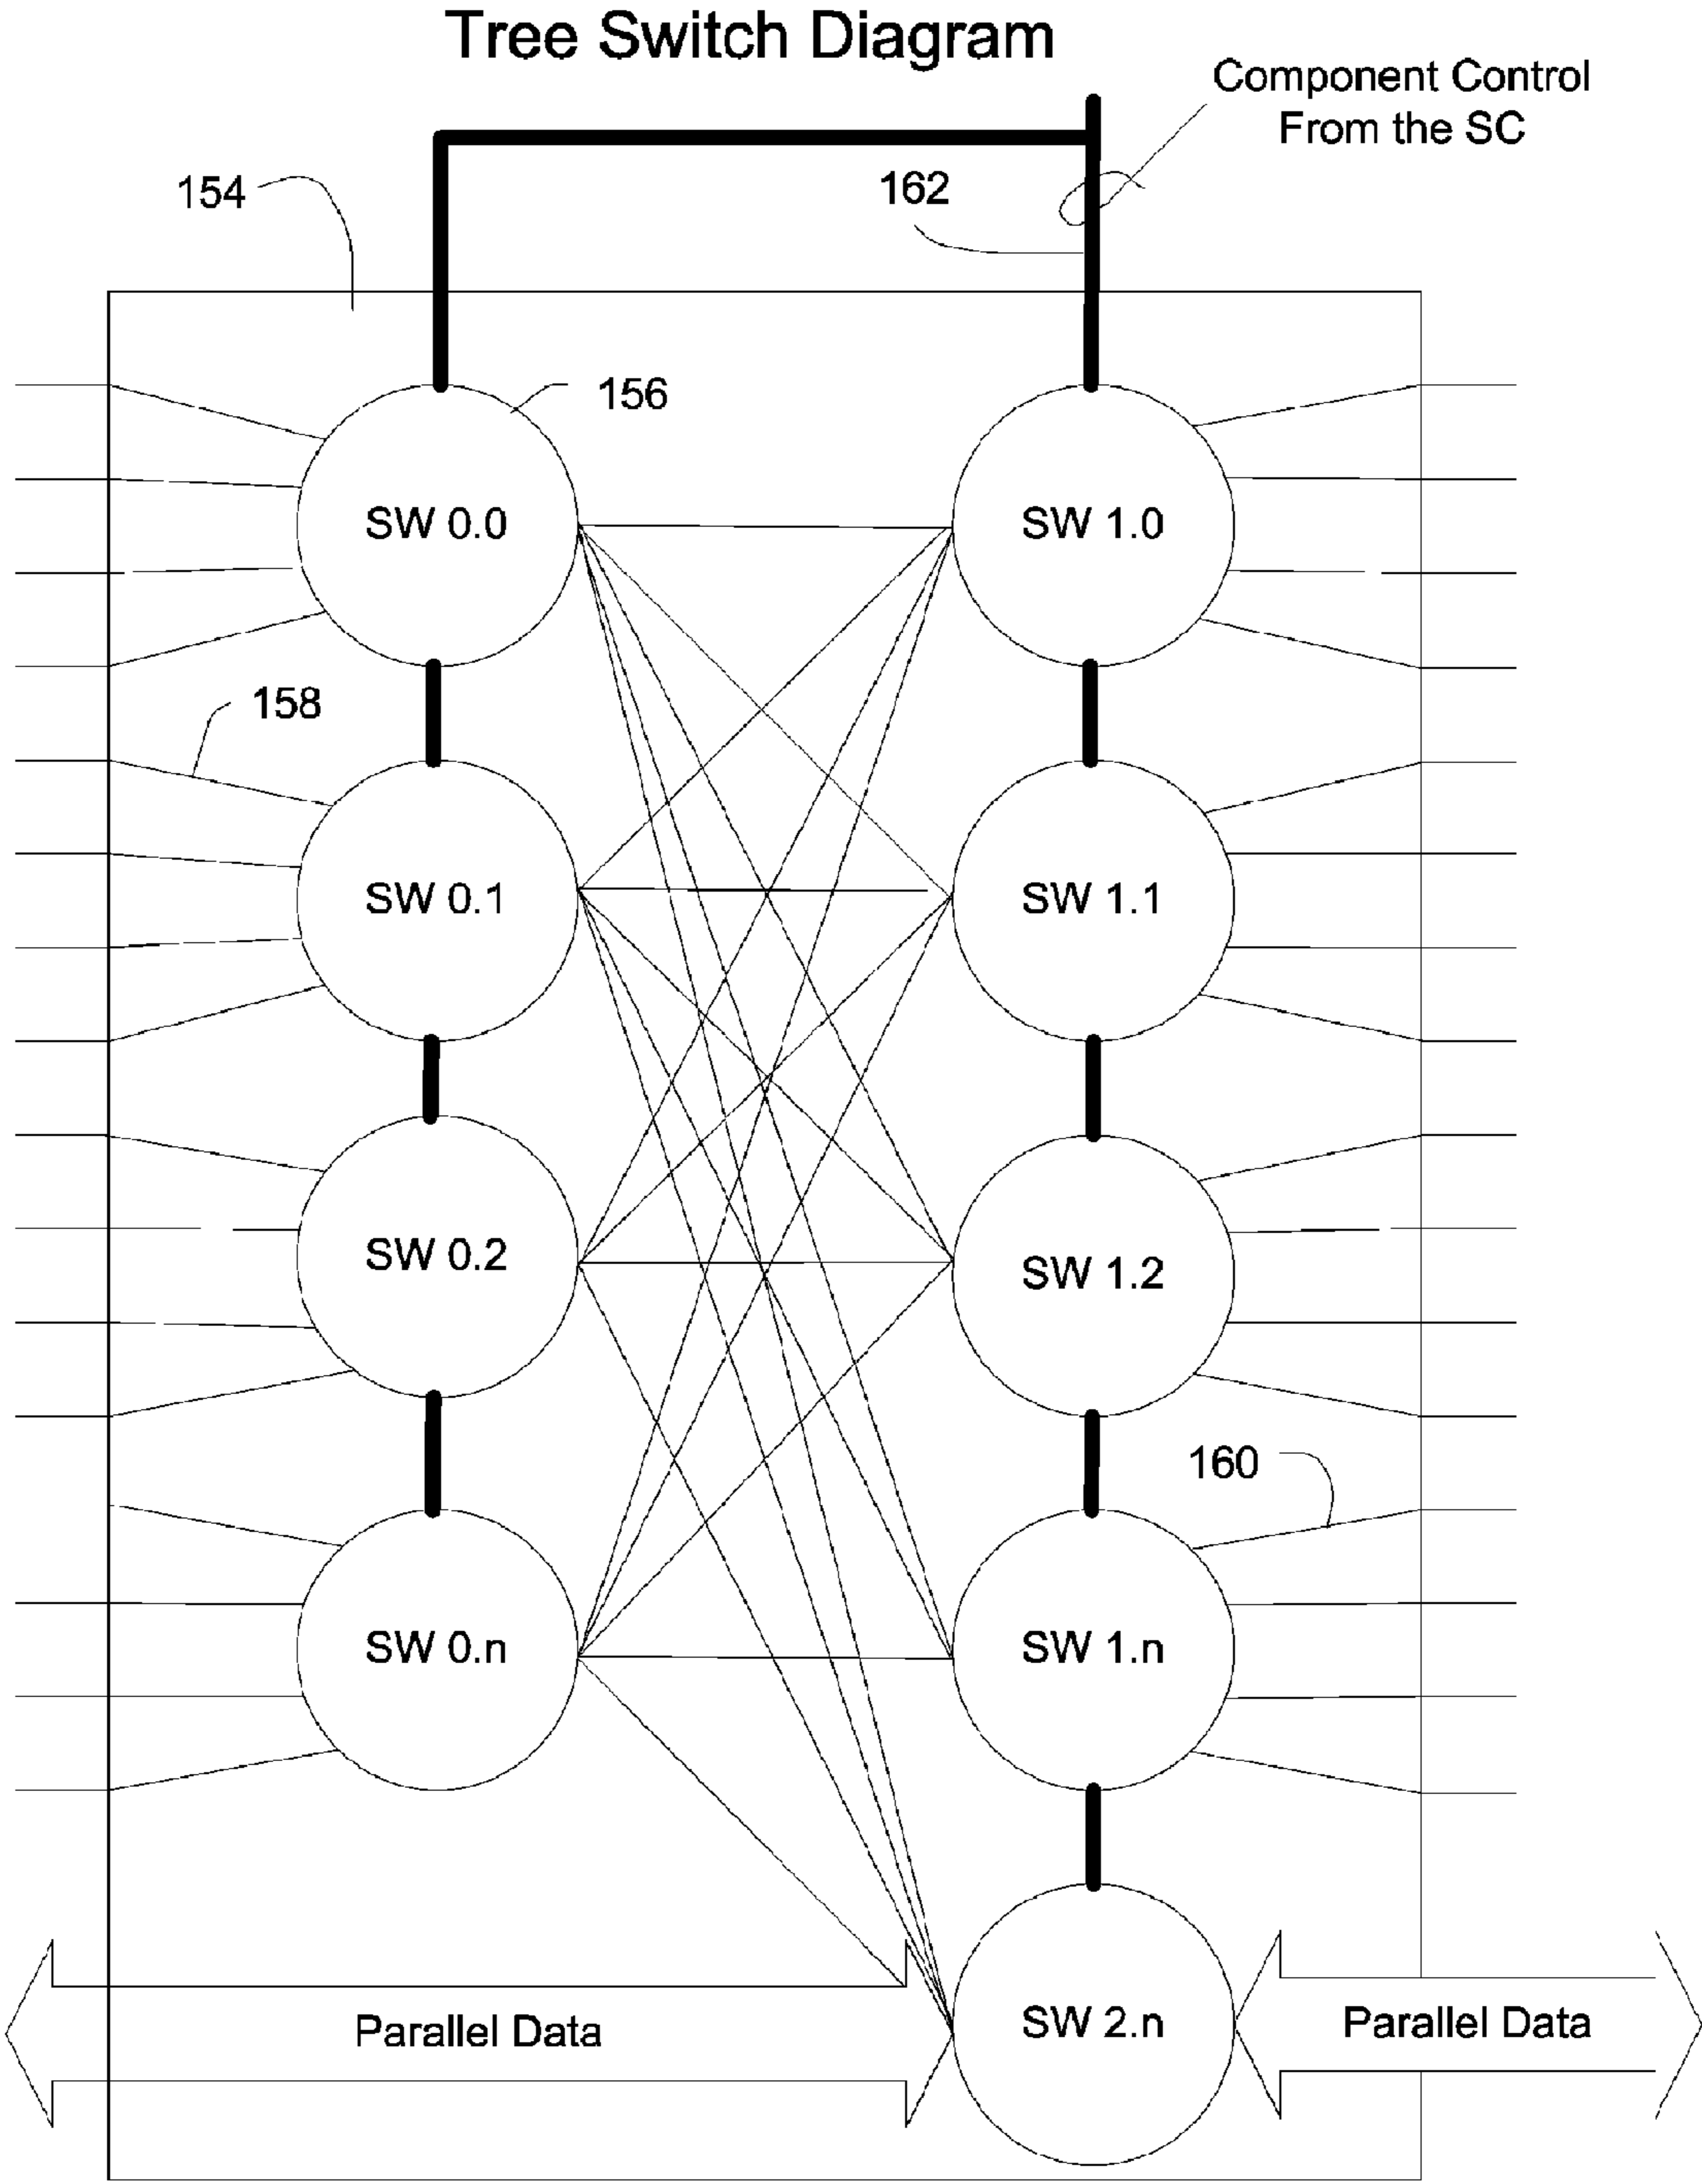 Tree Switch Diagram
Component Control
From the SC
154
162
156
SW 0.0
SW 1.0
158
SW 0.1
SW 1.1
SW 0.2
SW 1.2
160
SW 0.n
SW 1.n
SW 2.n
Parallel Data
Parallel Data